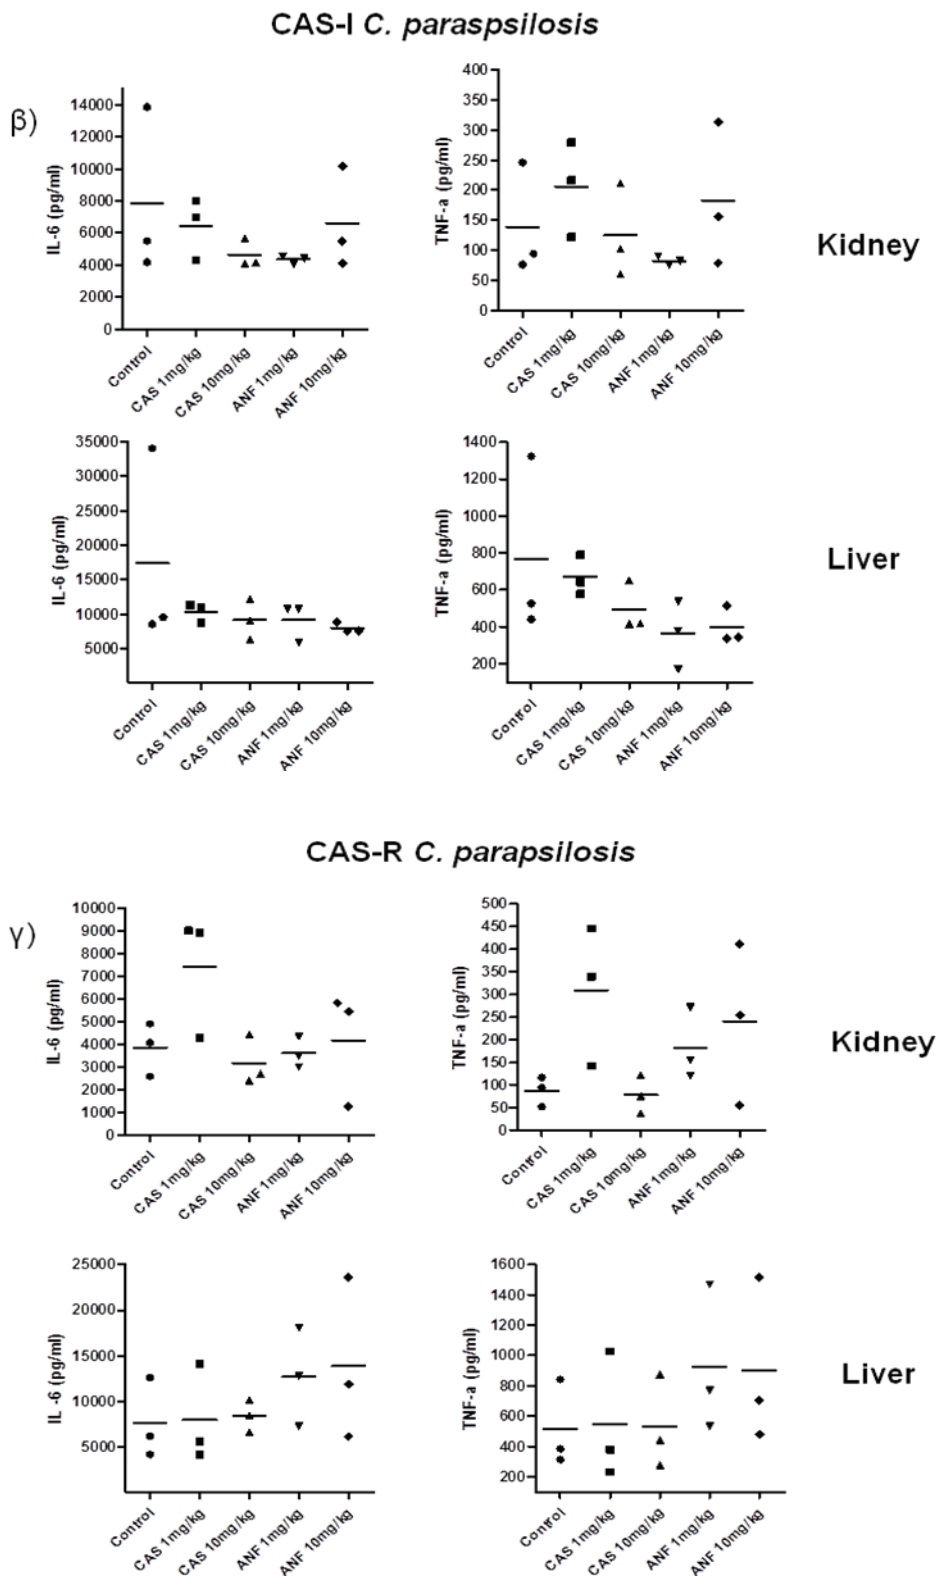 CAS-I C. paraspsilosis
β)
IL-6 (pg/ml)
14000
12000
10000
8000
6000
4000
2000
0
Control
CAS 1mg/kg
CAS 10mg/kg
ANF 1mg/kg
ANF 10mg/kg
TNF-a (pg/ml)
400
350
300
250
200
150
100
50
0
Control
CAS 1mg/kg
CAS 10mg/kg
ANF 1mg/kg
ANF 10mg/kg
Kidney
IL-6 (pg/ml)
35000
30000
25000
20000
15000
10000
5000
Control
CAS 1mg/kg
CAS 10mg/kg
ANF 1mg/kg
ANF 10mg/kg
TNF-a (pg/ml)
1400
1200
1000
800
600
400
200
Control
CAS 1mg/kg
CAS 10mg/kg
ANF 1mg/kg
ANF 10mg/kg
Liver
CAS-R C. parapsilosis
γ)
IL-6 (pg/ml)
10000
9000
8000
7000
6000
5000
4000
3000
2000
1000
0
Control
CAS 1mg/kg
CAS 10mg/kg
ANF 1mg/kg
ANF 10mg/kg
TNF-a (pg/ml)
500
450
400
350
300
250
200
150
100
50
0
Control
CAS 1mg/kg
CAS 10mg/kg
ANF 1mg/kg
ANF 10mg/kg
Kidney
IL -6 (pg/ml)
25000
20000
15000
10000
5000
Control
CAS 1mg/kg
CAS 10mg/kg
ANF 1mg/kg
ANF 10mg/kg
TNF-a (pg/ml)
1600
1400
1200
1000
800
600
400
200
Control
CAS 1mg/kg
CAS 10mg/kg
ANF 1mg/kg
ANF 10mg/kg
Liver